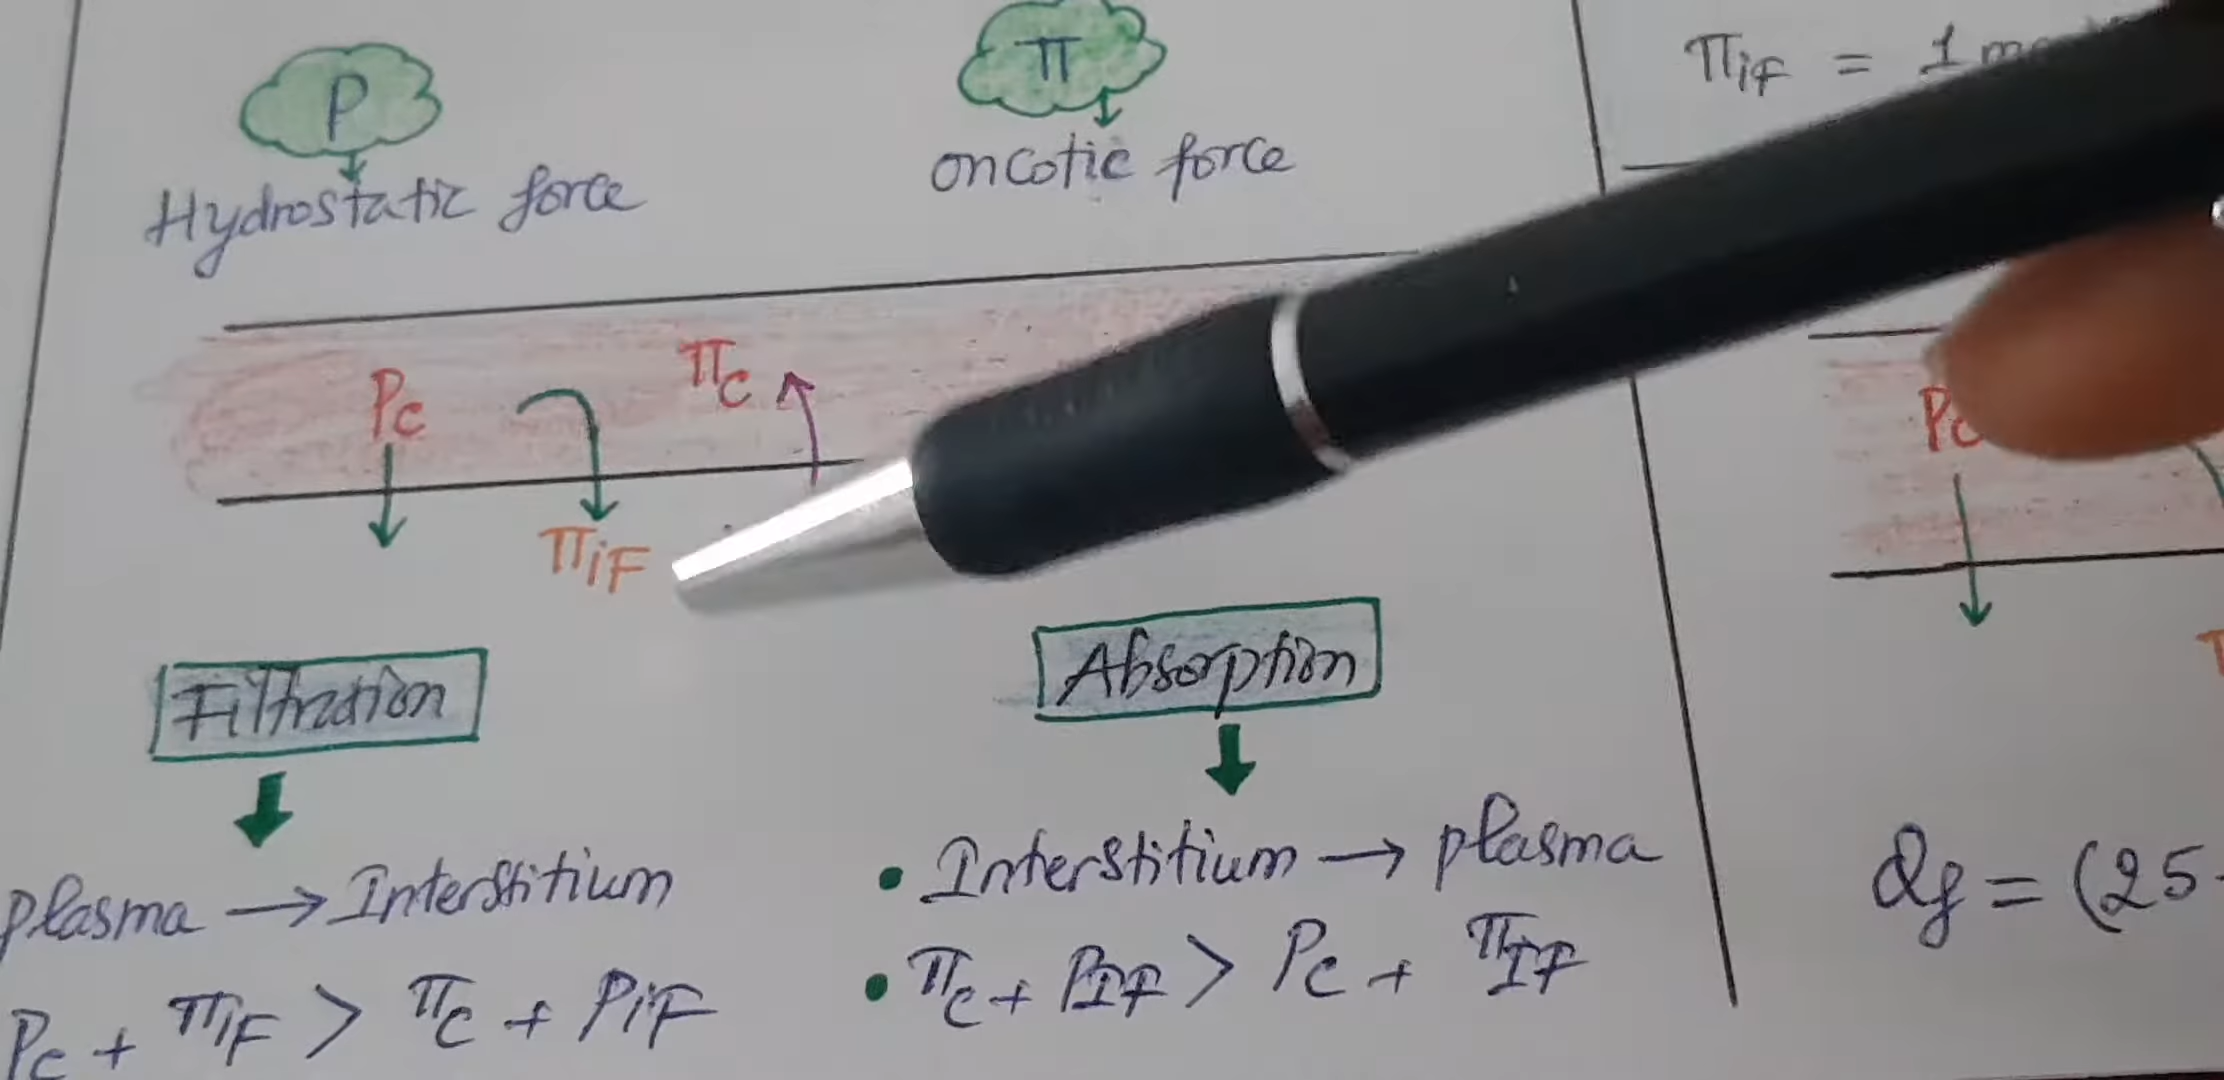 P
Hydrostatic force
π
oncotic force
Pc
πc
πiF
Filtration
Plasma → Interstitium
Pc + πiF > πc + PiF
Absorption
• Interstitium → plasma
• πc + PIF > Pc + πIF
πiF = 1
Pc
Qf = (25